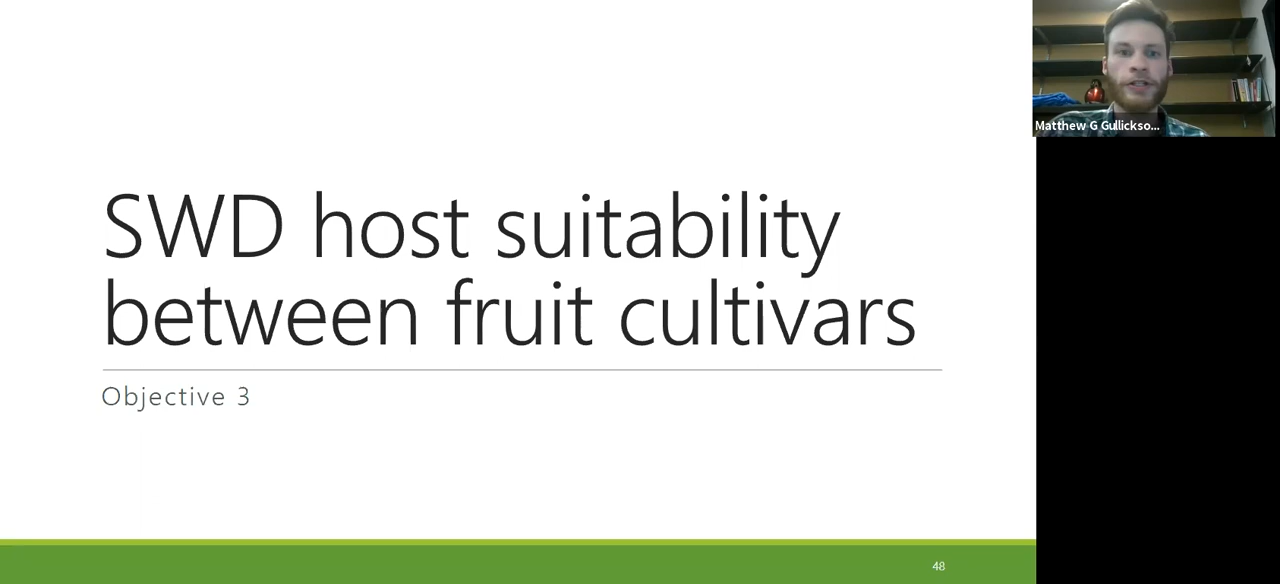 SWD host suitability
between fruit cultivars
Objective 3
48
Matthew G Gullickso...